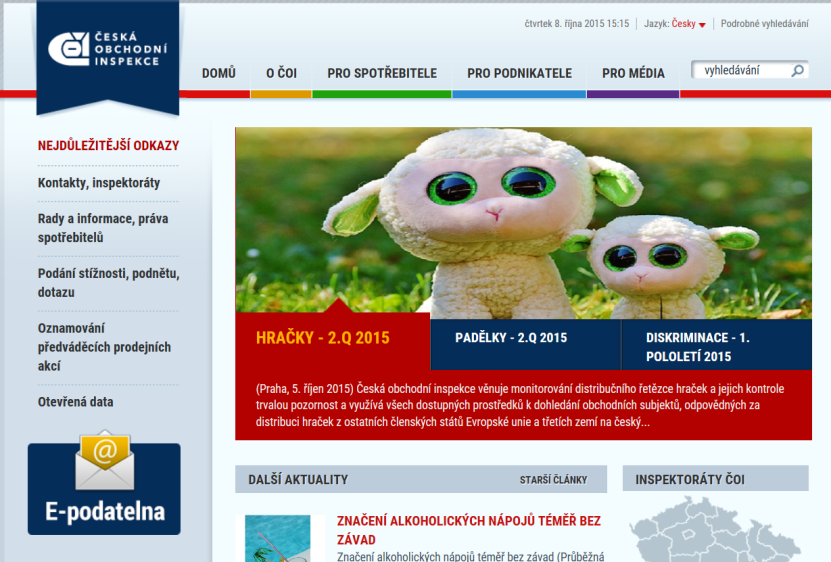 čtvrtek 8. října 2015 15:15
Jazyk: Česky
Podrobné vyhledávání
ČESKÁ
OBCHODNÍ
INSPEKCE
DOMŮ
O ČOI
PRO SPOTŘEBITELE
PRO PODNIKATELE
PRO MÉDIA
vyhledávání
NEJDŮLEŽITĚJŠÍ ODKAZY
Kontakty, inspektoráty
Rady a informace, práva
spotřebitelů
Podání stížnosti, podnětu,
dotazu
Oznamování
předváděcích prodejních
akcí
Otevřená data
@
E-podatelna
HRAČKY - 2.Q 2015
PADĚLKY - 2.Q 2015
DISKRIMINACE - 1.
POLOLETÍ 2015
(Praha, 5. říjen 2015) Česká obchodní inspekce věnuje monitorování distribučního řetězce hraček a jejich kontrole
trvalou pozornost a využívá všech dostupných prostředků k dohledání obchodních subjektů, odpovědných za
distribuci hraček z ostatních členských států Evropské unie a třetích zemí na český...
DALŠÍ AKTUALITY
STARŠÍ ČLÁNKY
ZNAČENÍ ALKOHOLICKÝCH NÁPOJŮ TÉMĚŘ BEZ
ZÁVAD
Značení alkoholických nápojů téměř bez závad (Průběžná
INSPEKTORÁTY ČOI